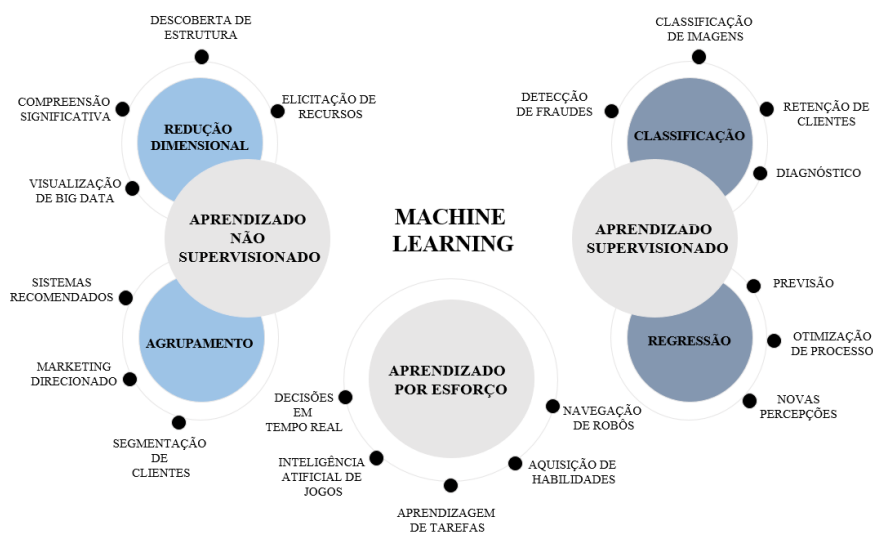 DESCOBERTA DE
ESTRUTURA
COMPREENSÃO
SIGNIFICATIVA
ELICITAÇÃO DE
RECURSOS
REDUÇÃO
DIMENSIONAL
VISUALIZAÇÃO
DE BIG DATA
APRENDIZADO
NÃO
SUPERVISIONADO
SISTEMAS
RECOMENDADOS
AGRUPAMENTO
MARKETING
DIRECIONADO
SEGMENTAÇÃO
DE
CLIENTES
MACHINE
LEARNING
APRENDIZADO
POR ESFORÇO
DECISÕES
EM
TEMPO REAL
INTELIGÊNCIA
ATIFICIAL DE
JOGOS
APRENDIZAGEM
DE TAREFAS
AQUISIÇÃO DE
HABILIDADES
NAVEGAÇÃO
DE ROBÔS
CLASSIFICAÇÃO
DE IMAGENS
DETECÇÃO
DE FRAUDES
RETENÇÃO DE
CLIENTES
CLASSIFICAÇÃO
DIAGNÓSTICO
APRENDIZADO
SUPERVISIONADO
PREVISÃO
REGRESSÃO
OTIMIZAÇÃO
DE PROCESSO
NOVAS
PERCEPÇÕES